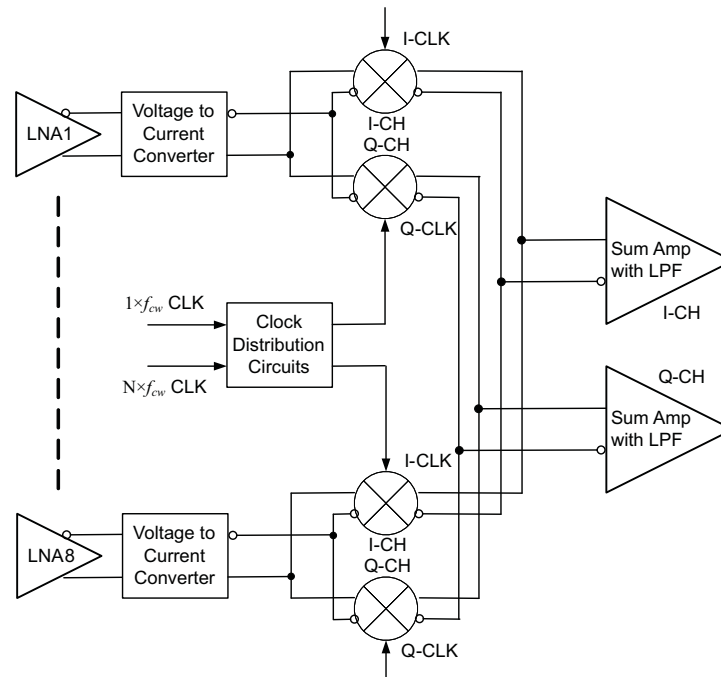 I-CLK
LNA1
Voltage to
Current
Converter
I-CH
Q-CH
Q-CLK
Sum Amp
with LPF
I-CH
1×fcw CLK
Clock
Distribution
Circuits
N×fcw CLK
Q-CH
Sum Amp
with LPF
I-CLK
LNA8
Voltage to
Current
Converter
I-CH
Q-CH
Q-CLK